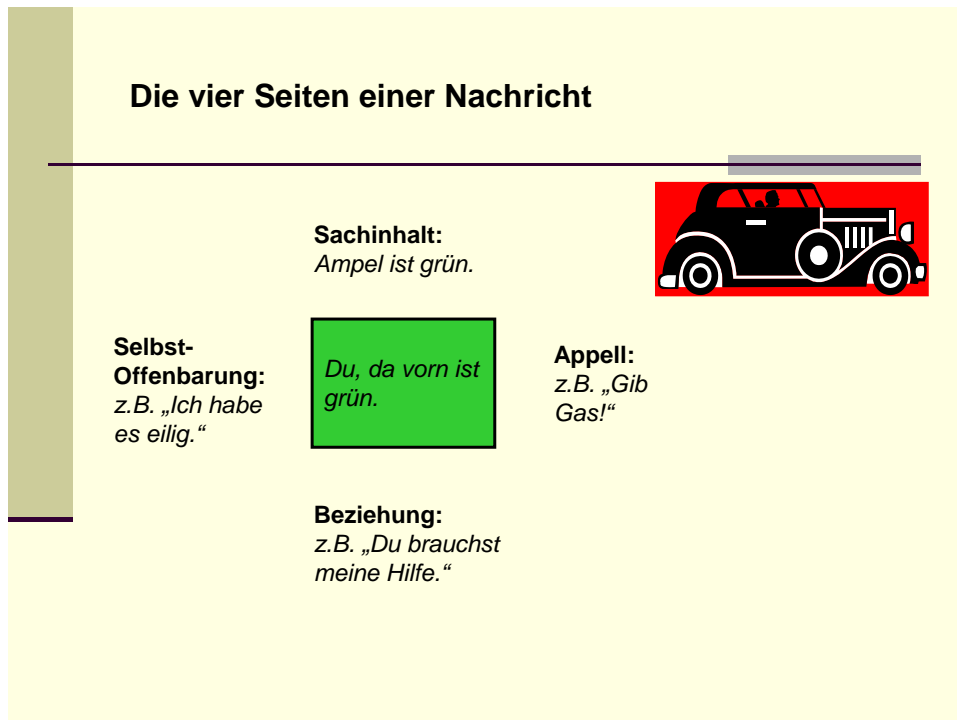 Die vier Seiten einer Nachricht
Sachinhalt:
Ampel ist grün.
Selbst-
Offenbarung:
z.B. „Ich habe
es eilig.“
Du, da vorn ist
grün.
Appell:
z.B. „Gib
Gas!“
Beziehung:
z.B. „Du brauchst
meine Hilfe.“